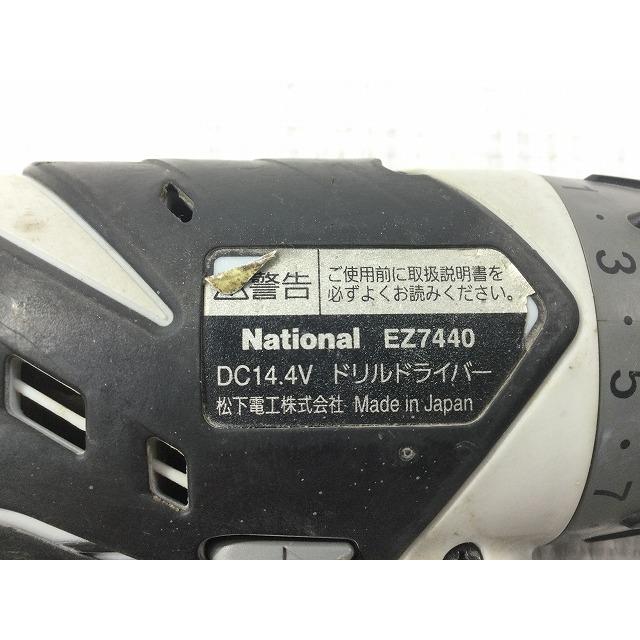 警告
ご使用前に取扱説明書を
必ずよくお読みください。
National EZ7440
DC14.4V ドリルドライバー
松下電工株式会社 Made in Japan
1
3
5
7